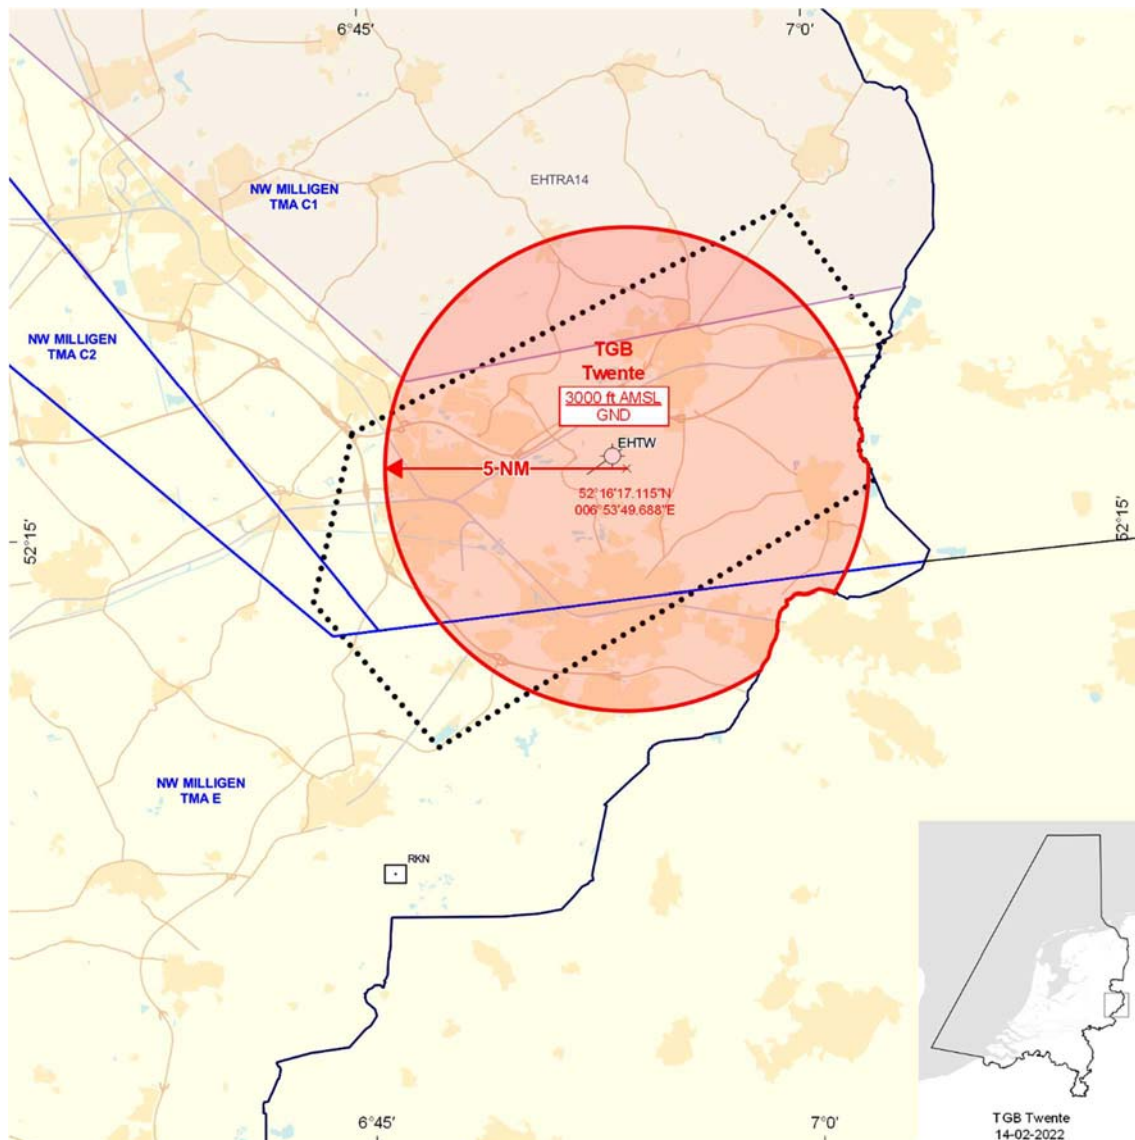 6°45'
7°0'
EHTRA14
NW MILLIGEN
TMA C1
NW MILLIGEN
TMA C2
TGB
Twente
3000 ft AMSL
GND
EHTW
5 NM
52°16'17.115"N
006°53'49.688"E
52°15'
52°15'
NW MILLIGEN
TMA E
RKN
6°45'
7°0'
TGB Twente
14-02-2022